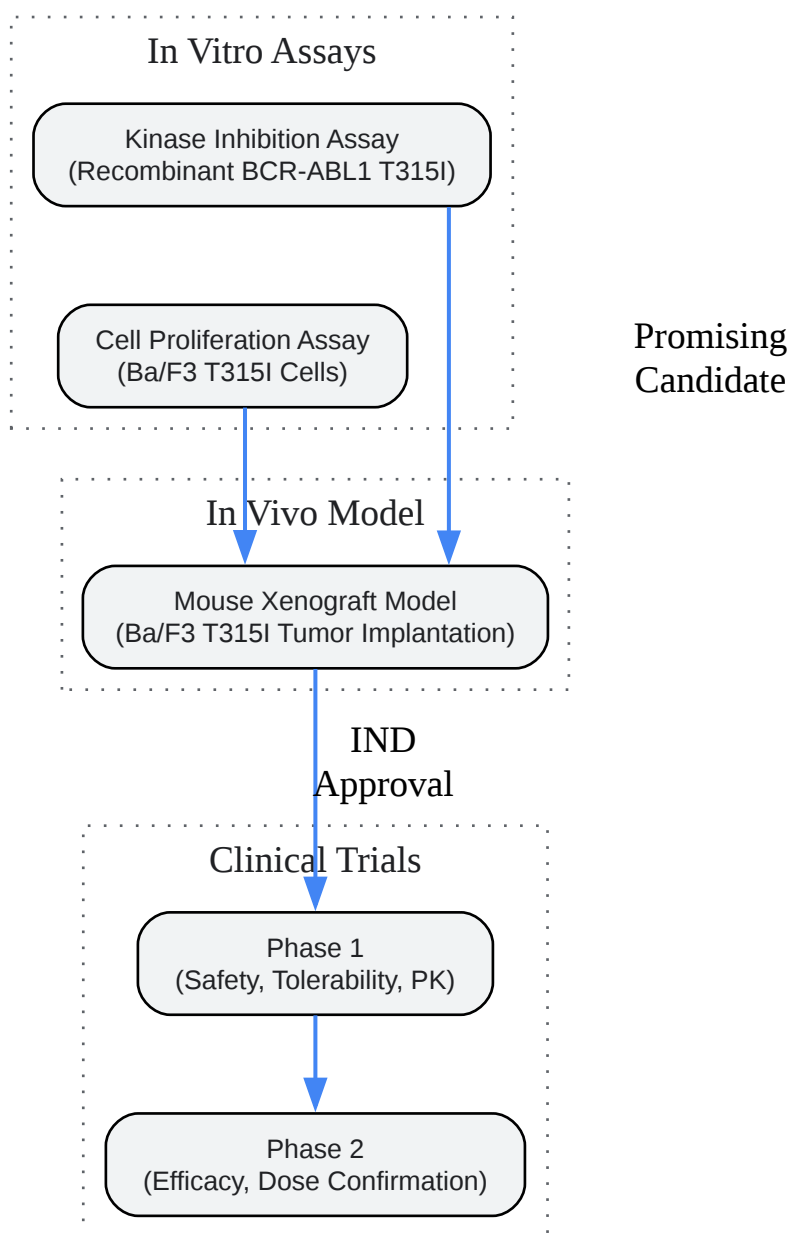 In Vitro Assays
Kinase Inhibition Assay
(Recombinant BCR-ABL1 T315I)
Cell Proliferation Assay
(Ba/F3 T315I Cells)
Promising
Candidate
In Vivo Model
Mouse Xenograft Model
(Ba/F3 T315I Tumor Implantation)
IND
Approval
Clinical Trials
Phase 1
(Safety, Tolerability, PK)
Phase 2
(Efficacy, Dose Confirmation)